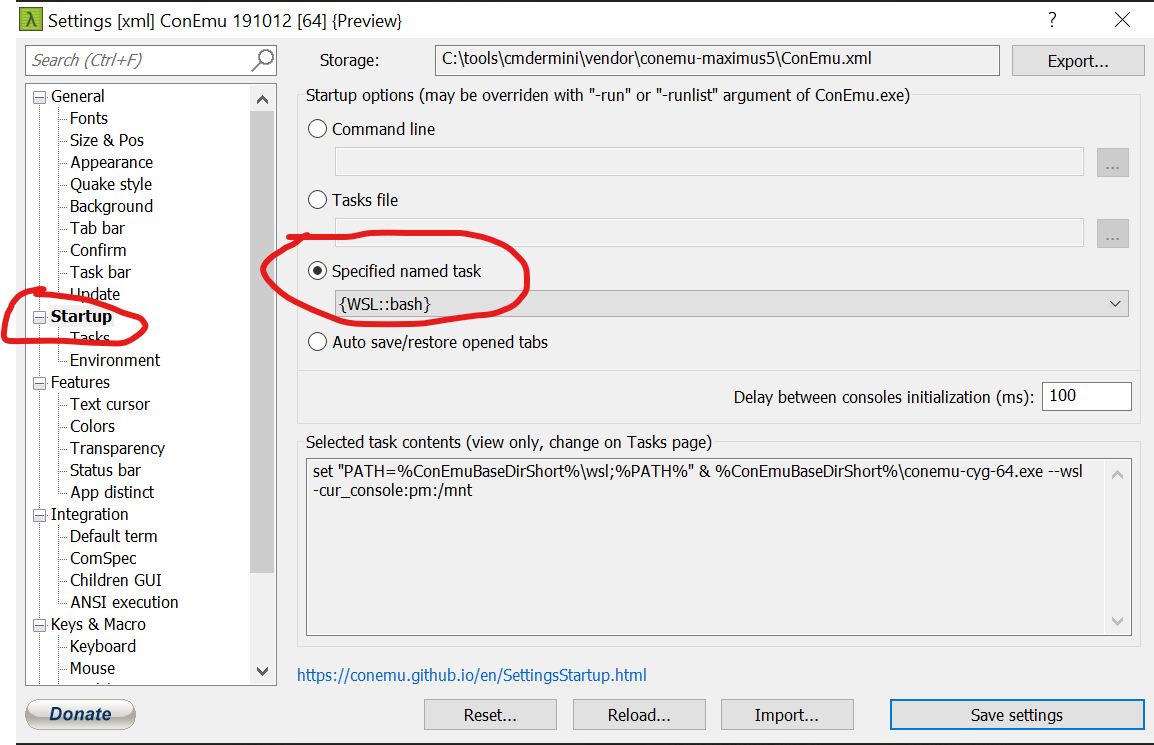 Settings [xml] ConEmu 191012 [64] {Preview}
?
Search (Ctrl+F)
Storage:
C:\tools\cmdermini\vendor\conemu-maximus5\ConEmu.xml
Export...
General
Fonts
Size & Pos
Appearance
Quake style
Background
Tab bar
Confirm
Task bar
Update
Startup
Tasks
Environment
Features
Text cursor
Colors
Transparency
Status bar
App distinct
Integration
Default term
ComSpec
Children GUI
ANSI execution
Keys & Macro
Keyboard
Mouse
Startup options (may be overriden with "-run" or "-runlist" argument of ConEmu.exe)
Command line
...
Tasks file
...
Specified named task
{WSL::bash}
Auto save/restore opened tabs
Delay between consoles initialization (ms):
100
Selected task contents (view only, change on Tasks page)
set "PATH=%ConEmuBaseDirShort%\wsl;%PATH%" & %ConEmuBaseDirShort%\conemu-cyg-64.exe --wsl
-cur_console:pm:/mnt
https://conemu.github.io/en/SettingsStartup.html
Donate
Reset...
Reload...
Import...
Save settings